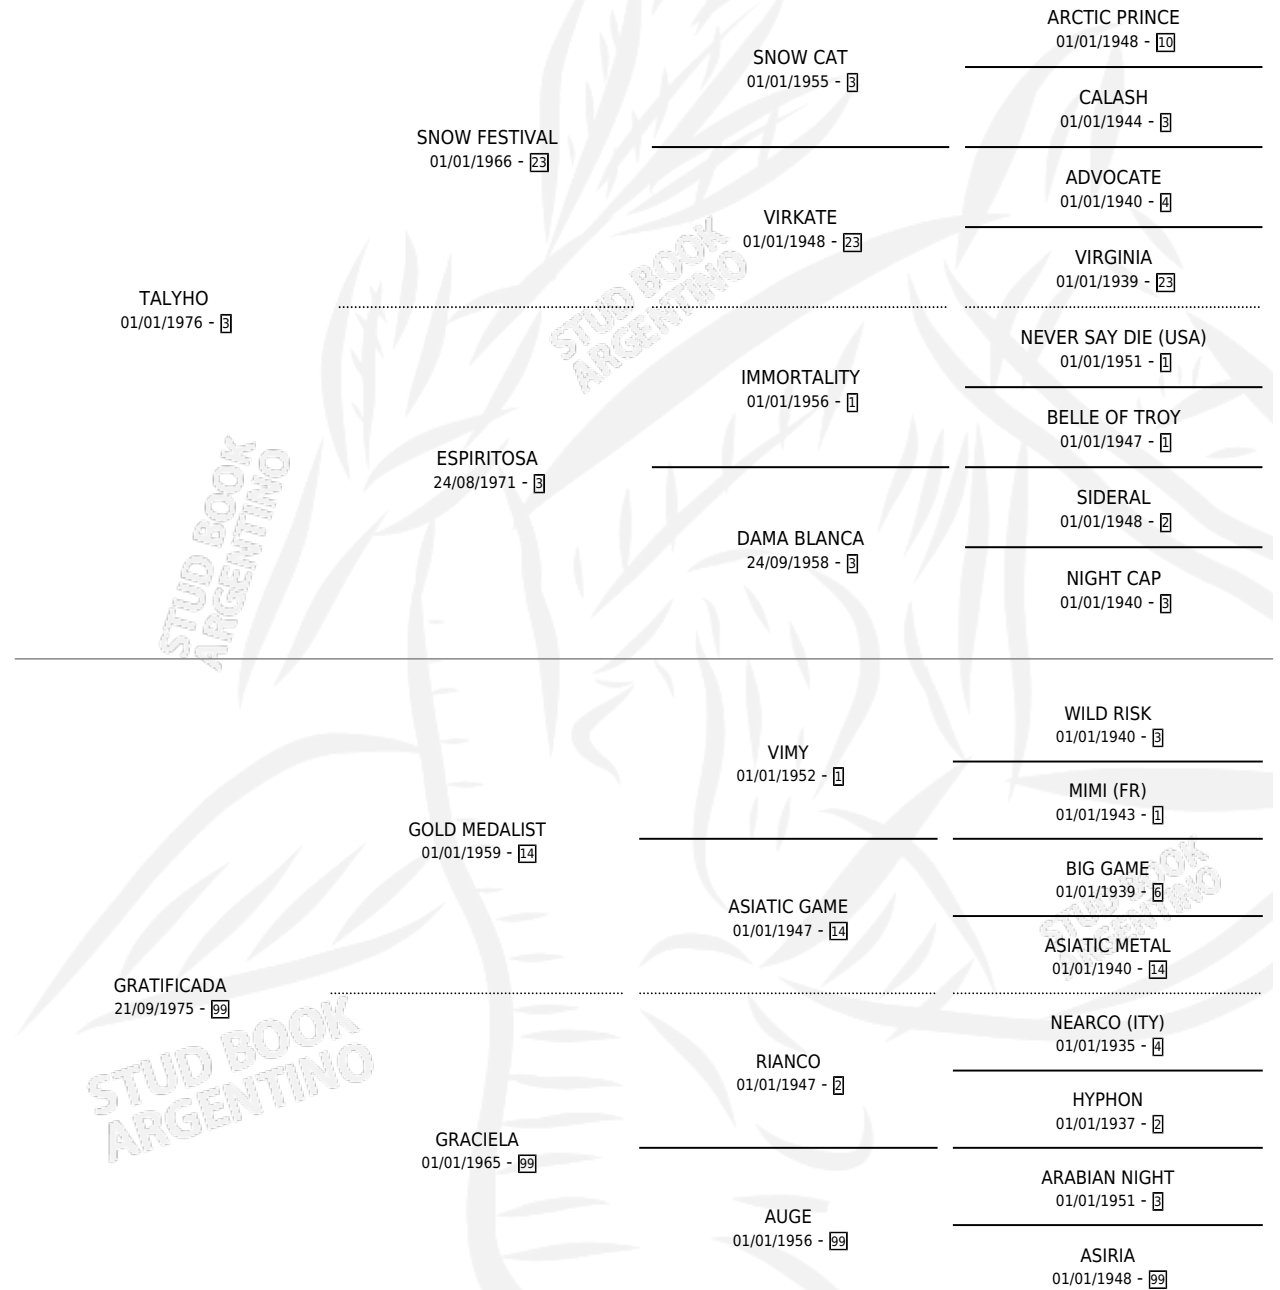 ARCTIC PRINCE
01/01/1948 - 10
SNOW CAT
01/01/1955 - 3
CALASH
01/01/1944 - 3
SNOW FESTIVAL
01/01/1966 - 23
ADVOCATE
01/01/1940 - 4
VIRKATE
01/01/1948 - 23
VIRGINIA
01/01/1939 - 23
TALYHO
01/01/1976 - 3
STUD BOOK
ARGENTINO
NEVER SAY DIE (USA)
01/01/1951 - 1
IMMORTALITY
01/01/1956 - 1
BELLE OF TROY
01/01/1947 - 1
ESPIRITOSA
24/08/1971 - 3
SIDERAL
01/01/1948 - 2
DAMA BLANCA
24/09/1958 - 3
NIGHT CAP
01/01/1940 - 3
STUD BOOK
ARGENTINO
WILD RISK
01/01/1940 - 3
VIMY
01/01/1952 - 1
MIMI (FR)
01/01/1943 - 1
GOLD MEDALIST
01/01/1959 - 14
BIG GAME
01/01/1939 - 6
ASIATIC GAME
01/01/1947 - 14
STUD BOOK
ARGENTINO
ASIATIC METAL
01/01/1940 - 14
GRATIFICADA
21/09/1975 - 99
NEARCO (ITY)
01/01/1935 - 4
RIANCO
01/01/1947 - 2
HYPHON
01/01/1937 - 2
STUD BOOK
ARGENTINO
GRACIELA
01/01/1965 - 99
ARABIAN NIGHT
01/01/1951 - 3
AUGE
01/01/1956 - 99
ASIRIA
01/01/1948 - 99